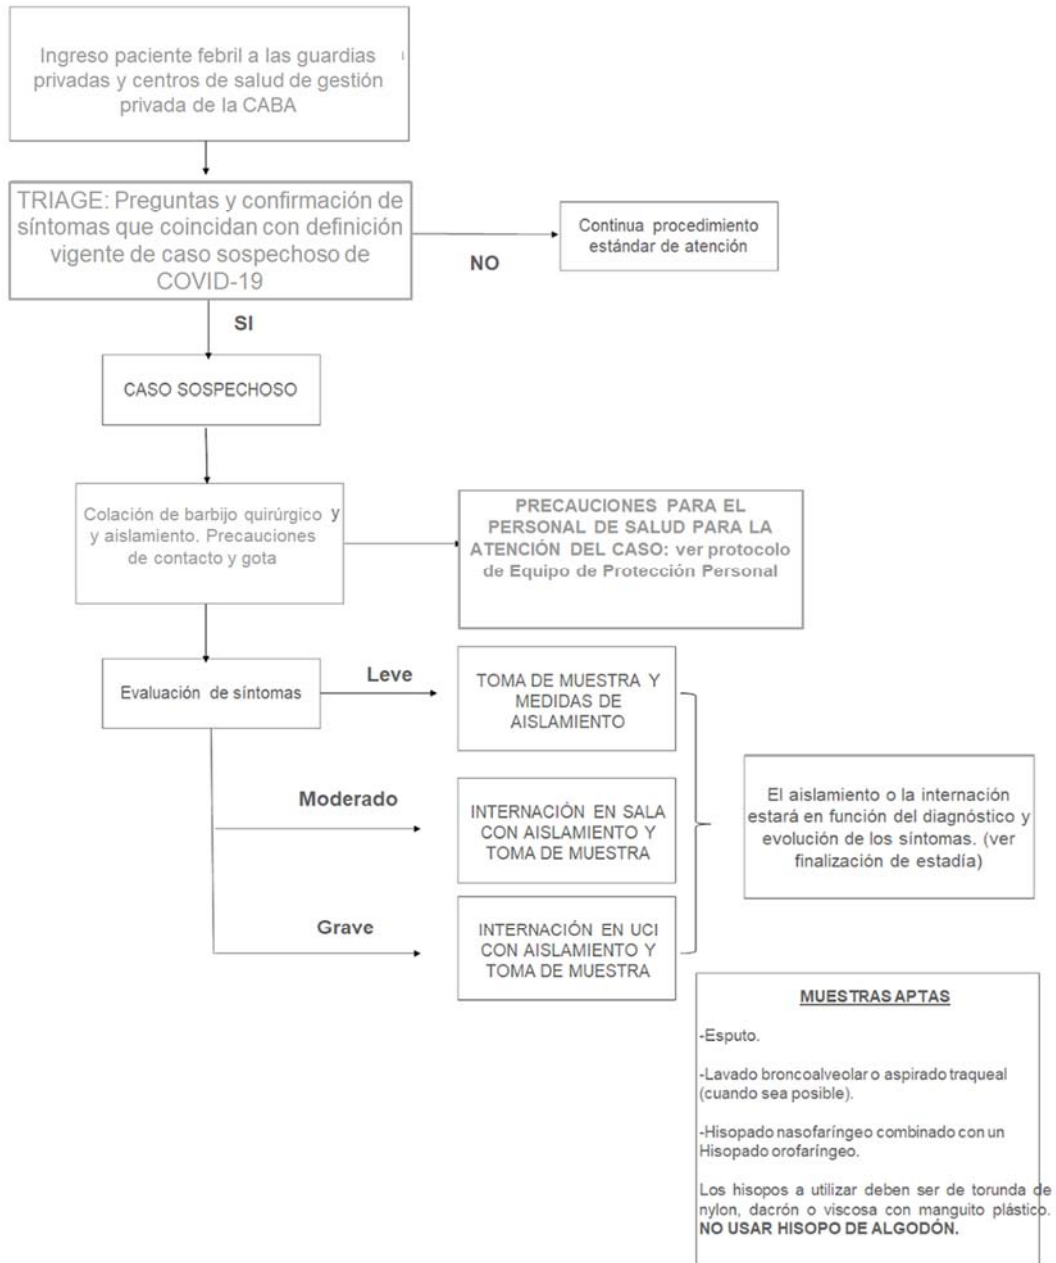 Ingreso paciente febril a las guardias
privadas y centros de salud de gestión
privada de la CABA
TRIAGE: Preguntas y confirmación de
síntomas que coincidan con definición
vigente de caso sospechoso de
COVID-19
NO
Continua procedimiento
estándar de atención
SI
CASO SOSPECHOSO
Colación de barbijo quirúrgico y
y aislamiento. Precauciones
de contacto y gota
PRECAUCIONES PARA EL
PERSONAL DE SALUD PARA LA
ATENCIÓN DEL CASO: ver protocolo
de Equipo de Protección Personal
Evaluación de síntomas
Leve
TOMA DE MUESTRA Y
MEDIDAS DE
AISLAMIENTO
Moderado
INTERNACIÓN EN SALA
CON AISLAMIENTO Y
TOMA DE MUESTRA
Grave
INTERNACIÓN EN UCI
CON AISLAMIENTO Y
TOMA DE MUESTRA
El aislamiento o la internación
estará en función del diagnóstico y
evolución de los síntomas. (ver
finalización de estadía)
MUESTRAS APTAS
-Esputo.
-Lavado broncoalveolar o aspirado traqueal
(cuando sea posible).
-Hisopado nasofaríngeo combinado con un
Hisopado orofaríngeo.
Los hisopos a utilizar deben ser de torunda de
nylon, dacrón o viscosa con manguito plástico.
NO USAR HISOPO DE ALGODÓN.